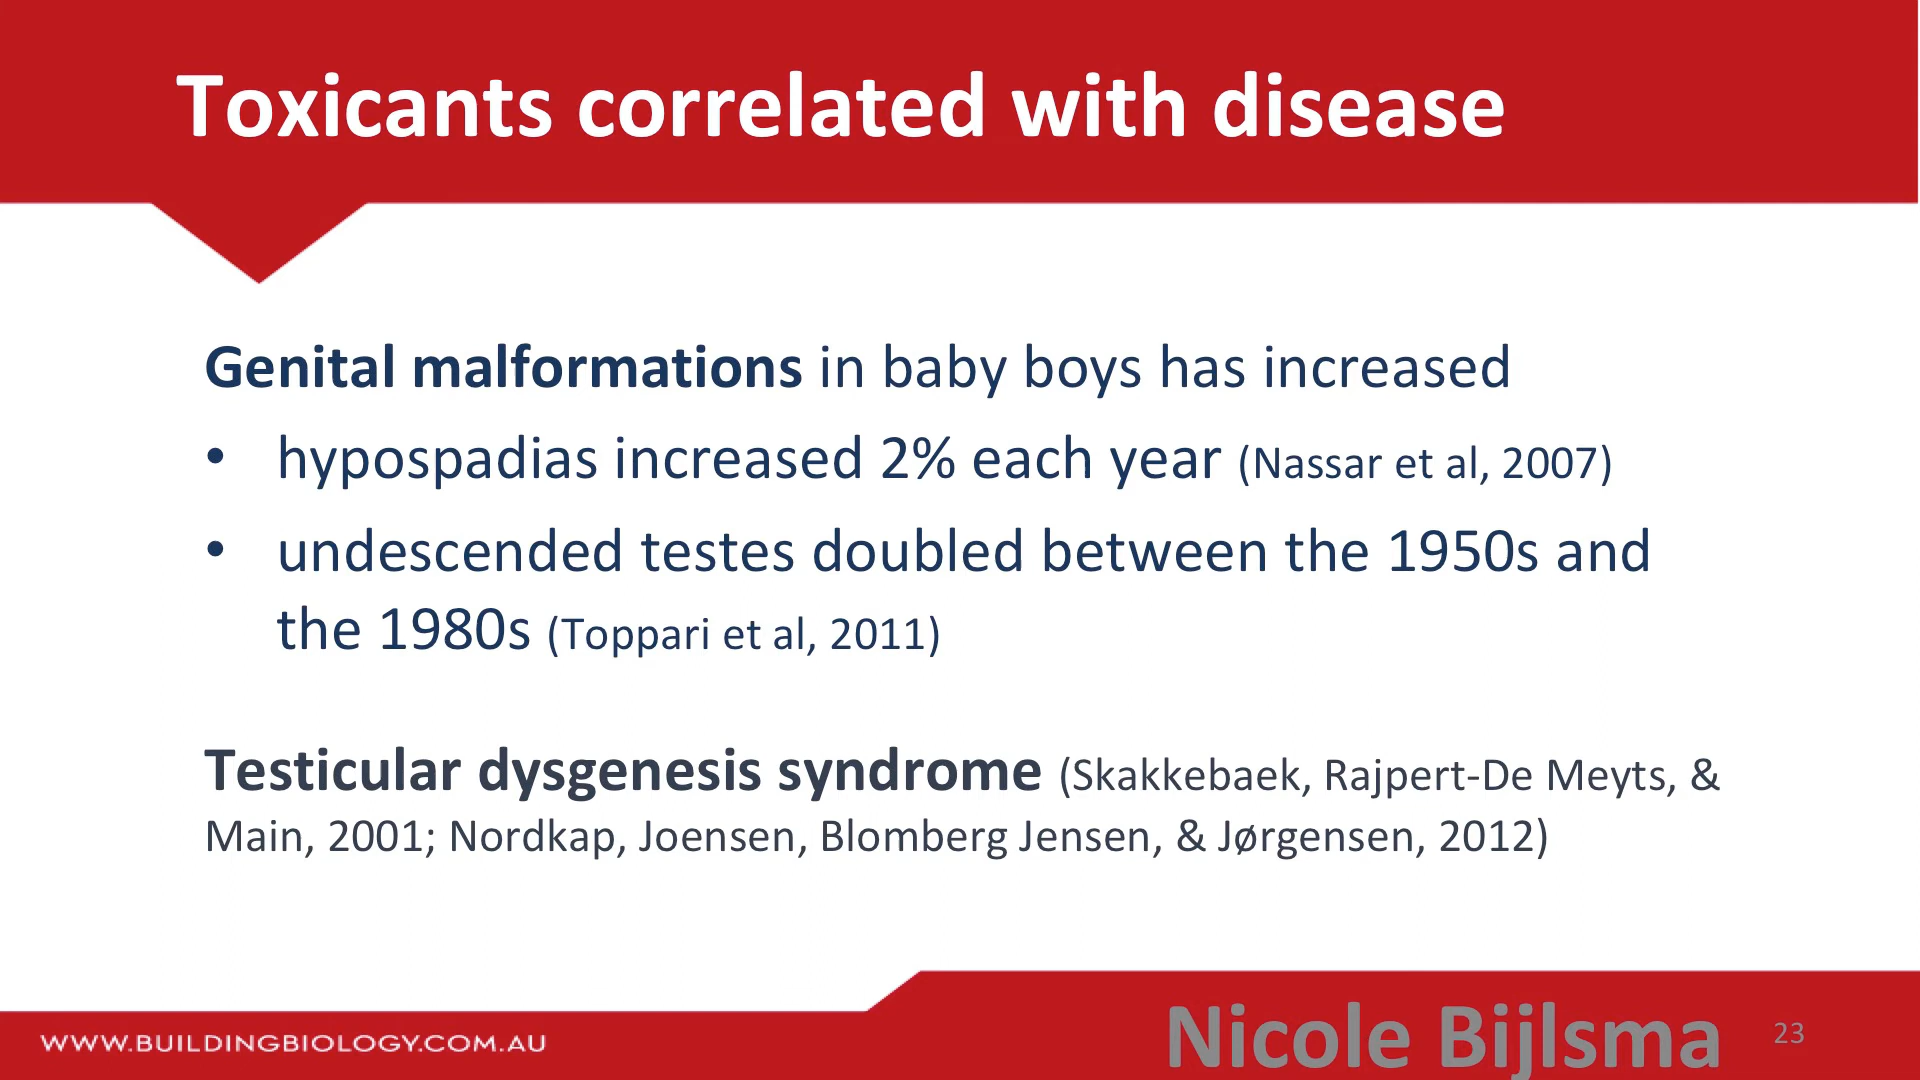 Toxicants correlated with disease
Genital malformations in baby boys has increased
• hypospadias increased 2% each year (Nassar et al, 2007)
• undescended testes doubled between the 1950s and
the 1980s (Toppari et al, 2011)
Testicular dysgenesis syndrome (Skakkebaek, Rajpert-De Meyts, &
Main, 2001; Nordkap, Joensen, Blomberg Jensen, & Jørgensen, 2012)
WWW.BUILDINGBIOLOGY.COM.AU
Nicole Bijlsma
23